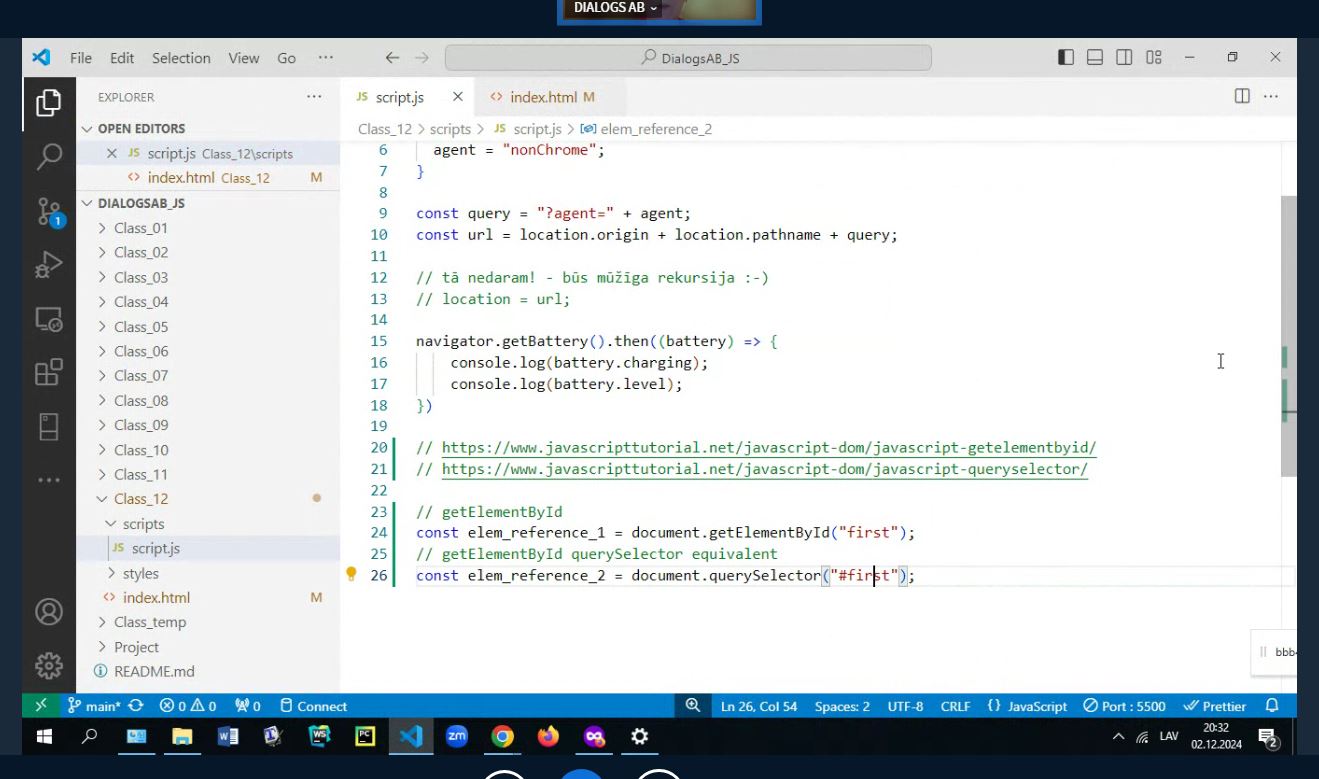 DIALOGS AB
File Edit Selection View Go ···
DialogsAB_JS
EXPLORER ···
OPEN EDITORS
JS script.js Class_12\scripts
<> index.html Class_12 M
DIALOGSAB_JS
Class_01
Class_02
Class_03
Class_04
Class_05
Class_06
Class_07
Class_08
Class_09
Class_10
Class_11
Class_12
scripts
JS script.js
styles
<> index.html M
Class_temp
Project
README.md
1
JS script.js
<> index.html M
Class_12 > scripts > JS script.js > elem_reference_2
6 agent = "nonChrome";
7 }
8
9 const query = "?agent=" + agent;
10 const url = location.origin + location.pathname + query;
11
12 // tā nedaram! - būs mūžīga rekursija :-)
13 // location = url;
14
15 navigator.getBattery().then((battery) => {
16 console.log(battery.charging);
17 console.log(battery.level);
18 })
19
20 // https://www.javascripttutorial.net/javascript-dom/javascript-getelementbyid/
21 // https://www.javascripttutorial.net/javascript-dom/javascript-queryselector/
22
23 // getElementById
24 const elem_reference_1 = document.getElementById("first");
25 // getElementById querySelector equivalent
26 const elem_reference_2 = document.querySelector("#first");
main* 0 0 0 Connect
Ln 26, Col 54 Spaces: 2 UTF-8 CRLF {} JavaScript Port : 5500 Prettier
WS PC zm
LAV
20:32
02.12.2024
2